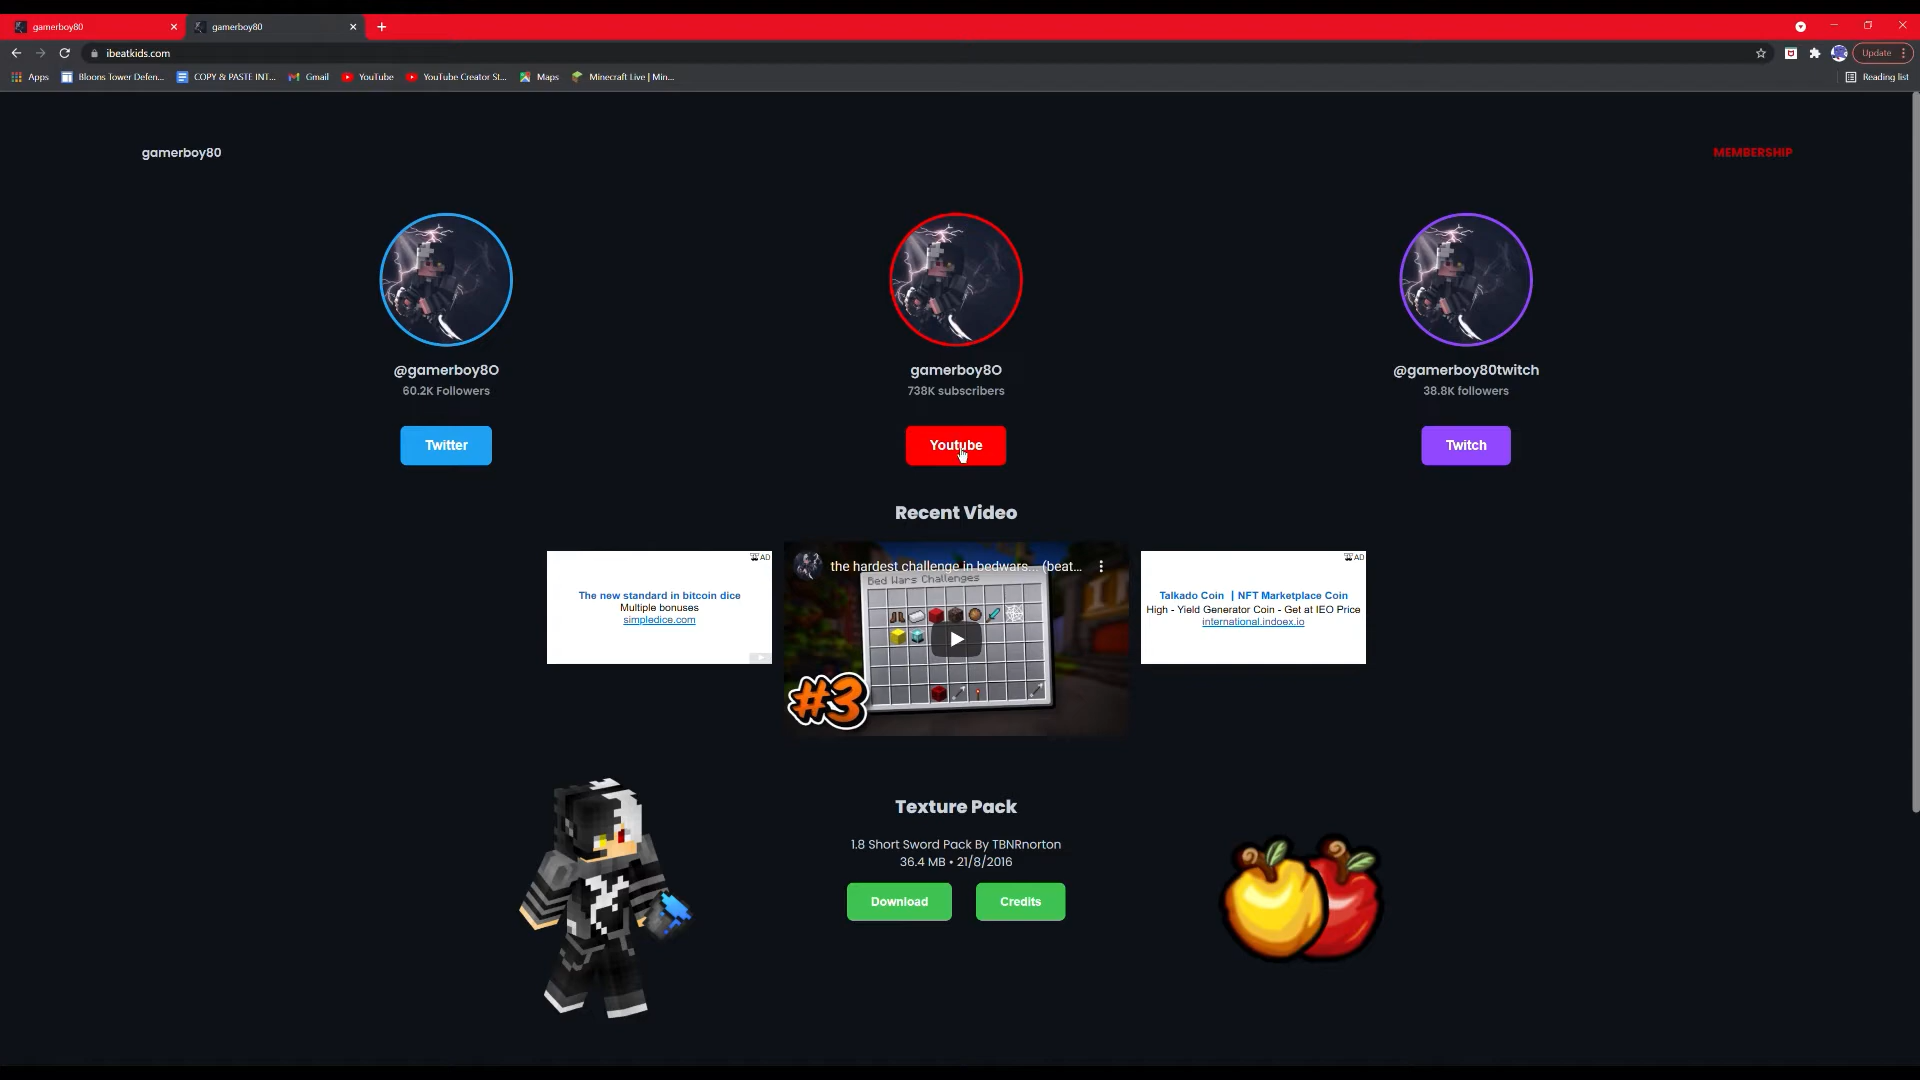 gamerboy80
gamerboy80
ibeatkids.com
Update
Apps
Bloons Tower Defen...
COPY & PASTE INT...
Gmail
YouTube
YouTube Creator St...
Maps
Minecraft Live | Min...
Reading list
gamerboy80
MEMBERSHIP
@gamerboy8O
60.2K Followers
Twitter
gamerboy8O
738K subscribers
Youtube
@gamerboy80twitch
38.8K followers
Twitch
Recent Video
AD
The new standard in bitcoin dice
Multiple bonuses
simpledice.com
the hardest challenge in bedwars... (beat...
Bed Wars Challenges
#3
AD
Talkado Coin | NFT Marketplace Coin
High - Yield Generator Coin - Get at IEO Price
international.indoex.io
Texture Pack
1.8 Short Sword Pack By TBNRnorton
36.4 MB • 21/8/2016
Download
Credits